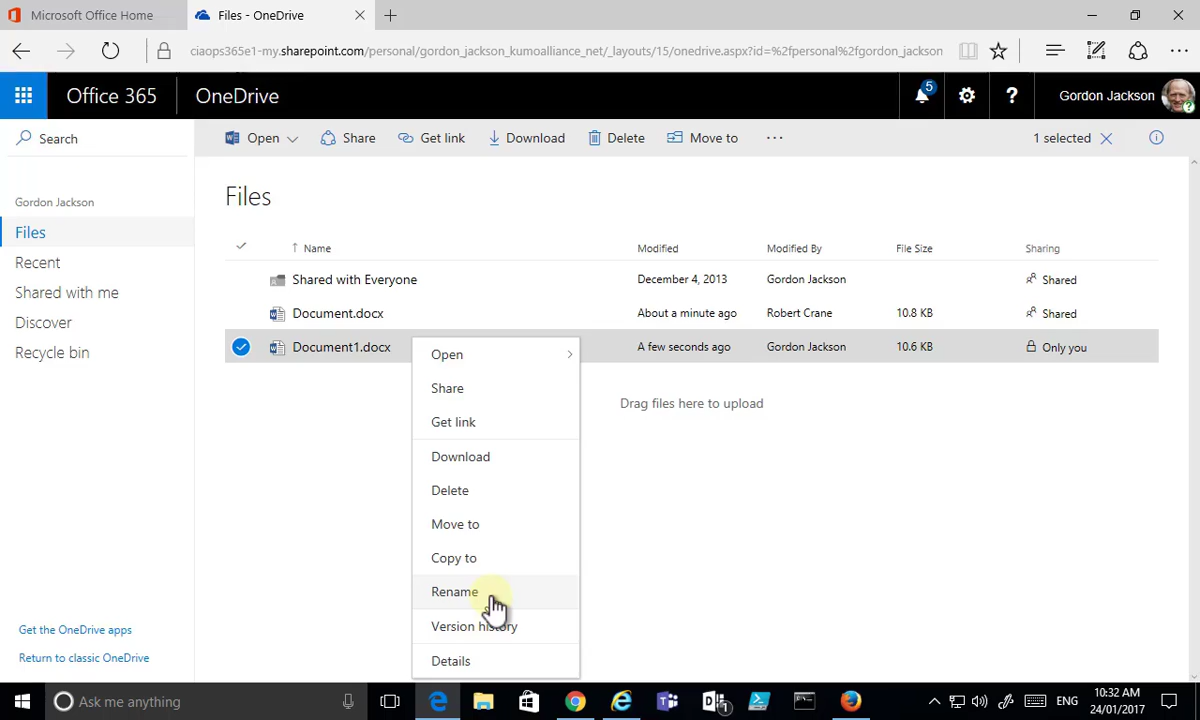 Microsoft Office Home
Files - OneDrive
ciaops365e1-my.sharepoint.com/personal/gordon_jackson_kumoalliance_net/_layouts/15/onedrive.aspx?id=%2fpersonal%2fgordon_jackson
Office 365
OneDrive
5
Gordon Jackson
Search
Open
Share
Get link
Download
Delete
Move to
1 selected
Gordon Jackson
Files
Recent
Shared with me
Discover
Recycle bin
Get the OneDrive apps
Return to classic OneDrive
Files
Name Modified Modified By File Size Sharing
Shared with Everyone December 4, 2013 Gordon Jackson Shared
Document.docx About a minute ago Robert Crane 10.8 KB Shared
Document1.docx A few seconds ago Gordon Jackson 10.6 KB Only you
Drag files here to upload
Open
Share
Get link
Download
Delete
Move to
Copy to
Rename
Version history
Details
Ask me anything
ENG
10:32 AM
24/01/2017